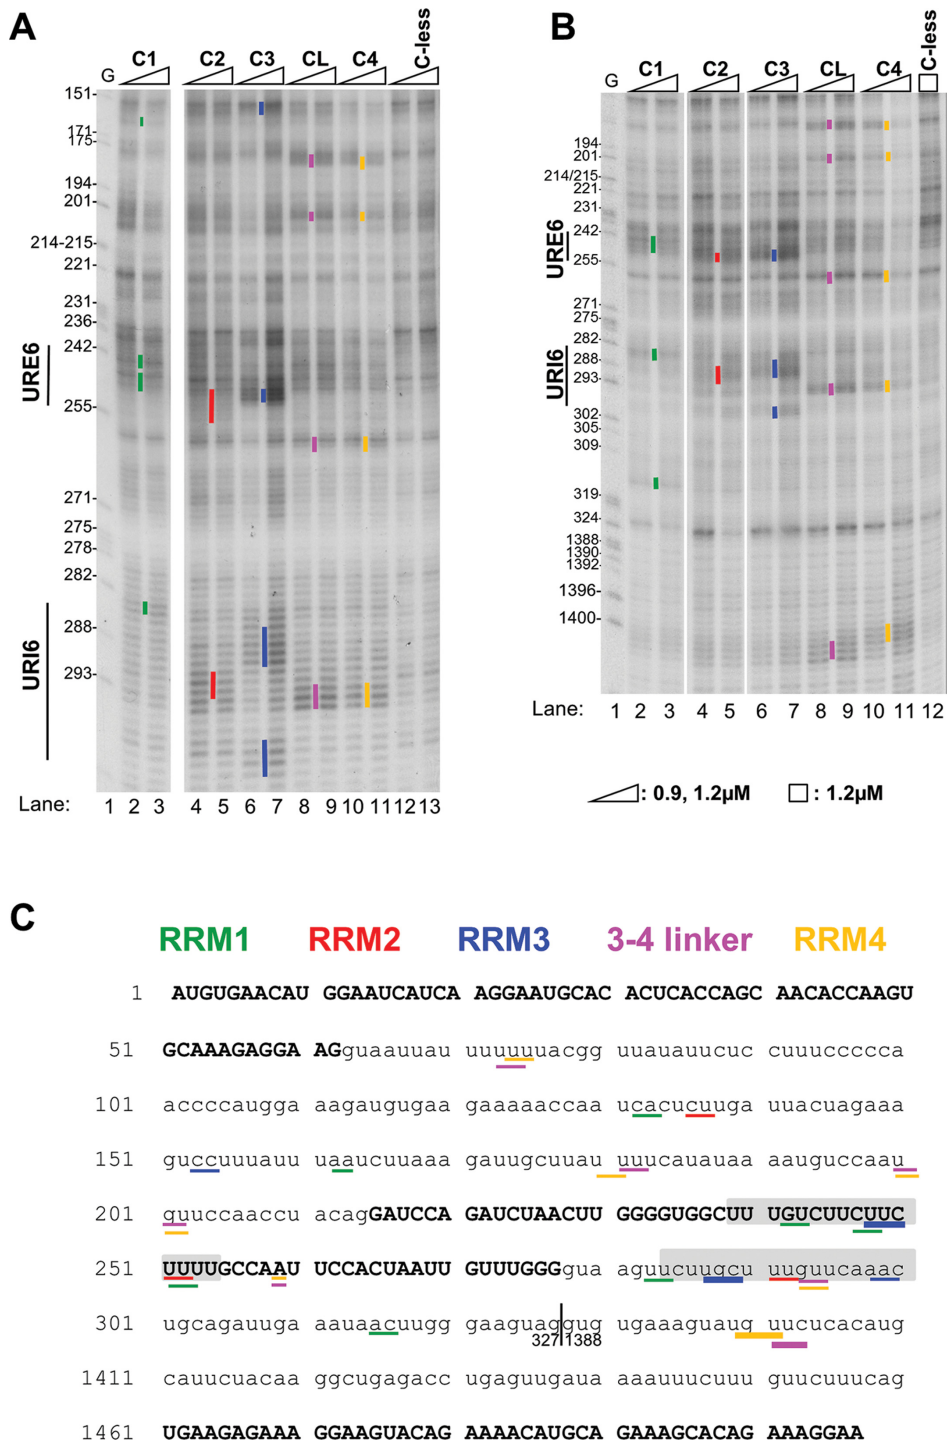 A
C1 C2 C3 CL C4 C-less
G
151
171
175
194
201
214-215
221
231
236
242
255
271
275
278
282
288
293
URE6
URI6
Lane: 1 2 3 4 5 6 7 8 9 10 11 12 13
B
C1 C2 C3 CL C4 C-less
G
194
201
214/215
221
231
242
255
271
275
282
288
293
302
305
309
319
324
1388
1390
1392
1396
1400
URE6
URI6
Lane: 1 2 3 4 5 6 7 8 9 10 11 12
: 0.9, 1.2µM : 1.2µM
C
RRM1 RRM2 RRM3 3-4 linker RRM4
1 AUGUGAACAU GGAAUCAUCA AGGAAUGCAC ACUCACCAGC AACACCAAGU
51 GCAAAGAGGA AGguaauuau uuuuuuacgg uuauauucuc cuuuccccca
101 accccaugga aagaugugaa gaaaaaccaa ucacucuuga uuacuagaaa
151 guccuuuauu uaaucuuaaa gauugcuuau uuucauauaa aauguccaau
201 guuccaaccu acagGAUCCA GAUCUAACUU GGGGUGGCUU UUGUCUUCUUC
251 UUUUGCCAAU UCCACUAAUU GUUUGGGgua aguucuugcu uuguucaaac
301 ugcagauuga aauaacuugg gaaguaggug ugaaaguaug uucucacaug
327 1388
1411 cauucuacaa ggcugagacc ugaguugaua aaauuucuuu guucuuucag
1461 UGAAGAGAAA GGAAGUACAG AAAACAUGCA GAAAGCACAG AAAGGAA